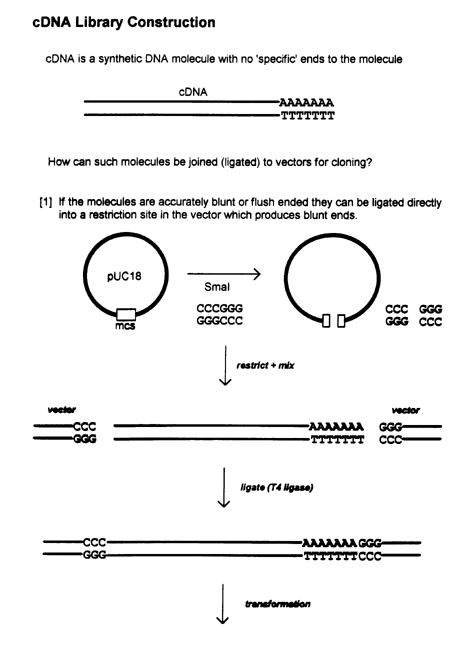 cDNA Library Construction
cDNA is a synthetic DNA molecule with no 'specific' ends to the molecule
cDNA
AAAAAAA
TTTTTTT
How can such molecules be joined (ligated) to vectors for cloning?
[1] If the molecules are accurately blunt or flush ended they can be ligated directly
into a restriction site in the vector which produces blunt ends.
pUC18
mcs
SmaI
CCCGGG
GGGCCC
CCC GGG
GGG CCC
restrict + mix
vector vector
CCC AAAAAAA GGG
GGG TTTTTTT CCC
ligate (T4 ligase)
CCC AAAAAAAGGG
GGG TTTTTTTCCC
transformation